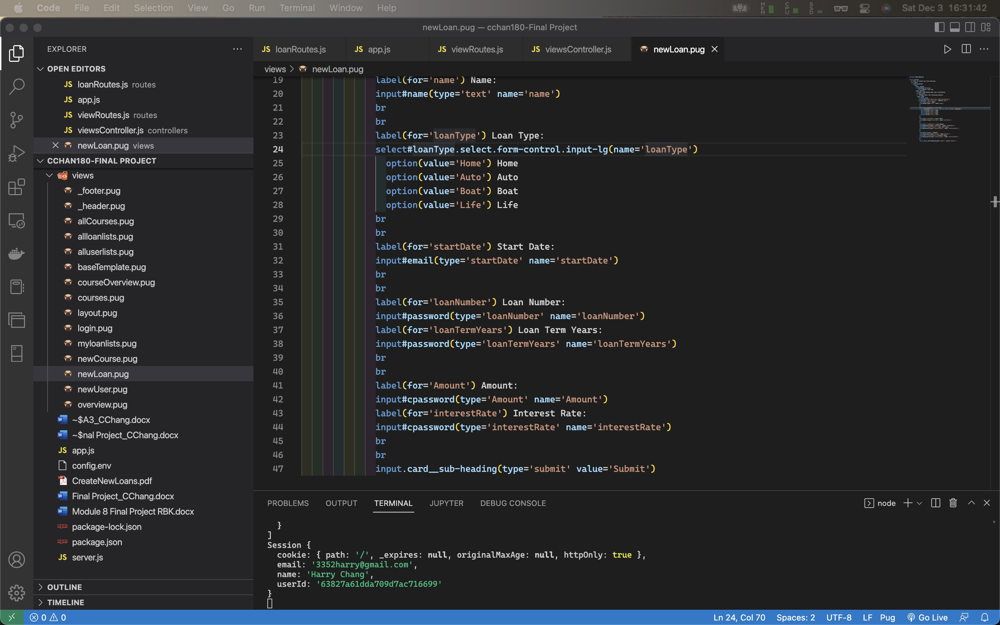 Code File Edit Selection View Go Run Terminal Window Help
MEM CPU SSD Sat Dec 3 16:31:42
newLoan.pug — cchan180-Final Project
EXPLORER
OPEN EDITORS
JS loanRoutes.js routes
JS app.js
JS viewRoutes.js routes
JS viewsController.js controllers
newLoan.pug views
CCHAN180-FINAL PROJECT
views
_footer.pug
_header.pug
allCourses.pug
allloanlists.pug
alluserlists.pug
baseTemplate.pug
courseOverview.pug
courses.pug
layout.pug
login.pug
myloanlists.pug
newCourse.pug
newLoan.pug
newUser.pug
overview.pug
~$A3_CChang.docx
~$nal Project_CChang.docx
JS app.js
config.env
CreateNewLoans.pdf
Final Project_CChang.docx
Module 8 Final Project RBK.docx
package-lock.json
package.json
JS server.js
OUTLINE
TIMELINE
JS loanRoutes.js JS app.js JS viewRoutes.js JS viewsController.js newLoan.pug
views > newLoan.pug
19 label(for='name') Name:
20 input#name(type='text' name='name')
21 br
22 br
23 label(for='loanType') Loan Type:
24 select#loanType.select.form-control.input-lg(name='loanType')
25 option(value='Home') Home
26 option(value='Auto') Auto
27 option(value='Boat') Boat
28 option(value='Life') Life
29 br
30 br
31 label(for='startDate') Start Date:
32 input#email(type='startDate' name='startDate')
33 br
34 br
35 label(for='loanNumber') Loan Number:
36 input#password(type='loanNumber' name='loanNumber')
37 label(for='loanTermYears') Loan Term Years:
38 input#password(type='loanTermYears' name='loanTermYears')
39 br
40 br
41 label(for='Amount') Amount:
42 input#cpassword(type='Amount' name='Amount')
43 label(for='interestRate') Interest Rate:
44 input#cpassword(type='interestRate' name='interestRate')
45 br
46 br
47 input.card__sub-heading(type='submit' value='Submit')
PROBLEMS OUTPUT TERMINAL JUPYTER DEBUG CONSOLE
node
}
]
Session {
cookie: { path: '/', _expires: null, originalMaxAge: null, httpOnly: true },
email: '3352harry@gmail.com',
name: 'Harry Chang',
userId: '63827a61dda709d7ac716699'
}
0 0
Ln 24, Col 70 Spaces: 2 UTF-8 LF Pug Go Live